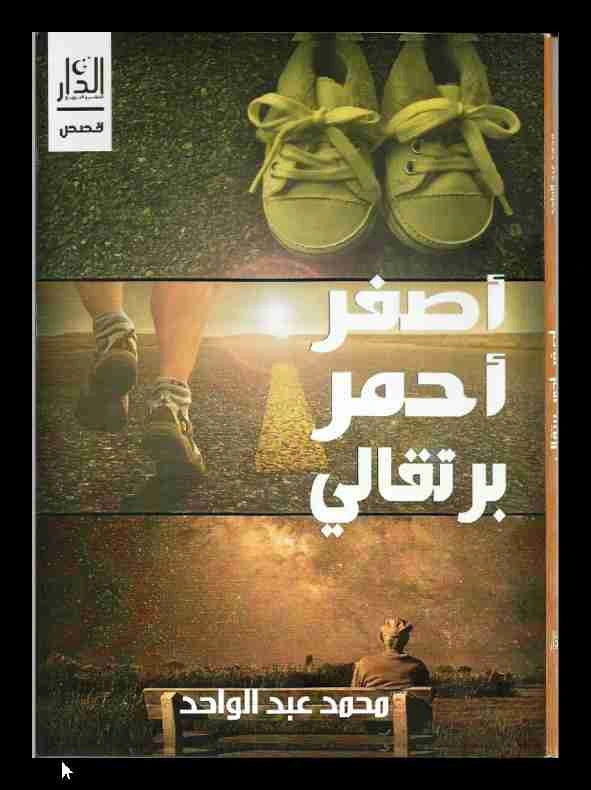 الدار
قصص
أصفر
أحمر
برتقالي
محمد عبد الواحد